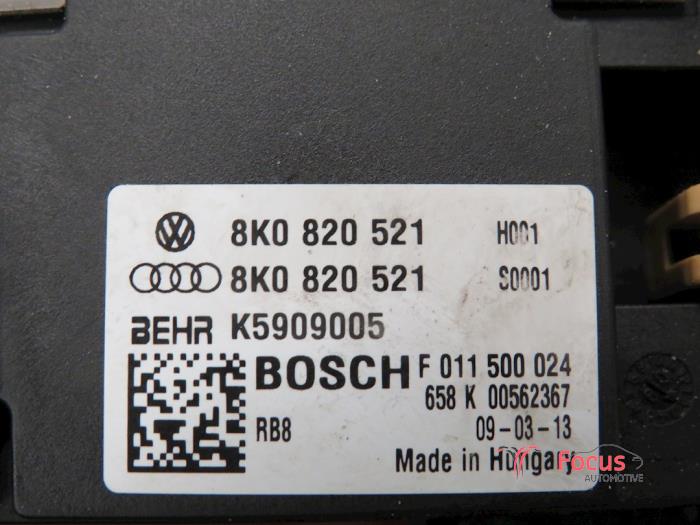 8K0 820 521 H001
8K0 820 521 S0001
BEHR K5909005
BOSCH F 011 500 024
658 K 00562367
RB8 09-03-13
Made in Hungary
Focus
AUTOMOTIVE